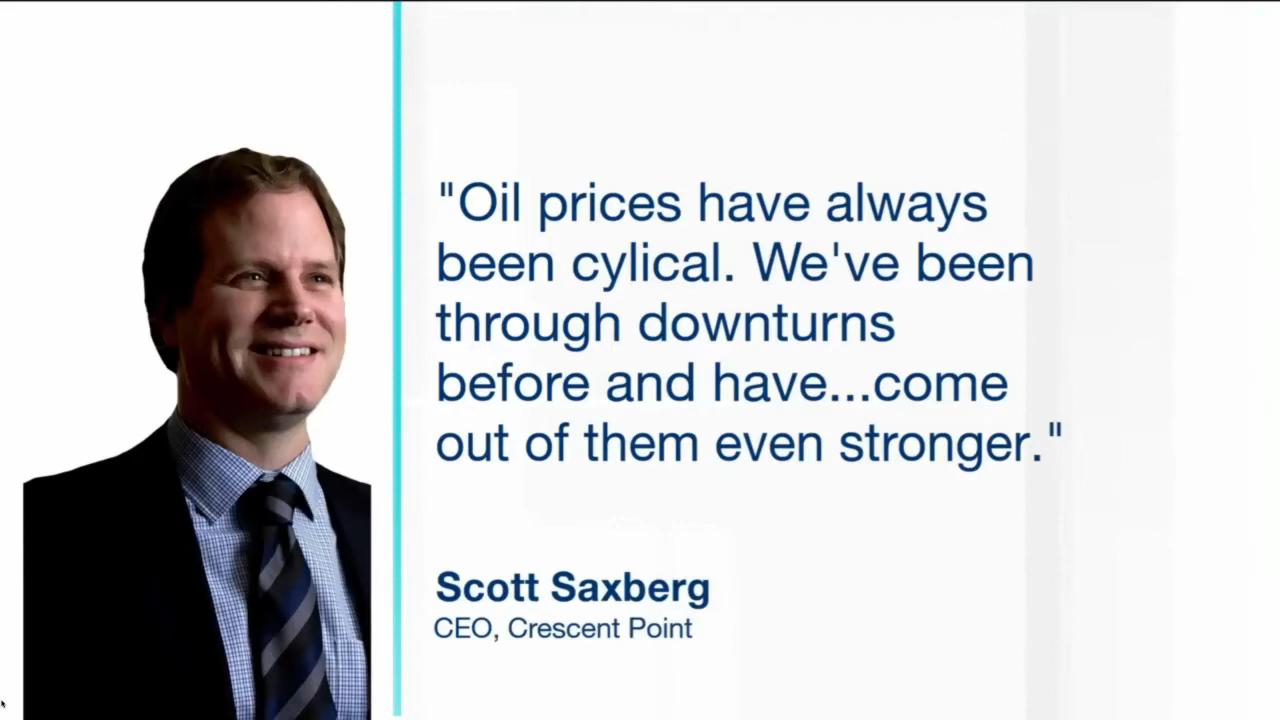 "Oil prices have always
been cylical. We've been
through downturns
before and have...come
out of them even stronger."
Scott Saxberg
CEO, Crescent Point